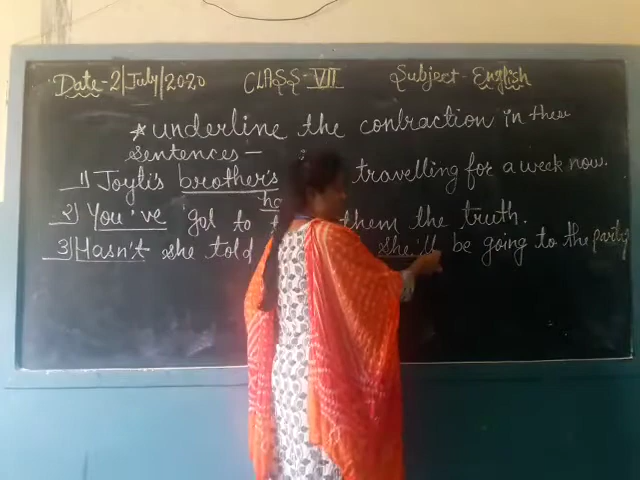 Date - 2|July|2020 CLASS - VII Subject - English
* underline the contraction in these
sentences — :
1) Joyti's brother's travelling for a week now.
2) You've got to them the truth.
3) Hasn't she told she'll be going to the party